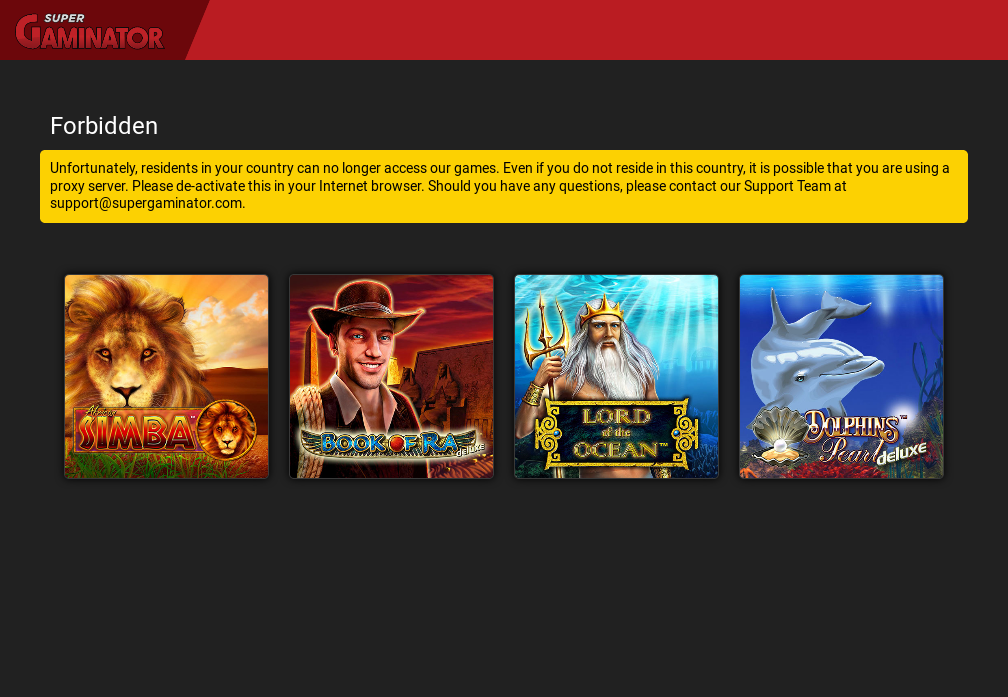 SUPER
GAMINATOR
Forbidden
Unfortunately, residents in your country can no longer access our games. Even if you do not reside in this country, it is possible that you are using a
proxy server. Please de-activate this in your Internet browser. Should you have any questions, please contact our Support Team at
support@supergaminator.com.
African
SIMBA™
BOOK OF RA™
deluxe
LORD
of the
OCEAN™
DOLPHINS™
Pearl deluxe